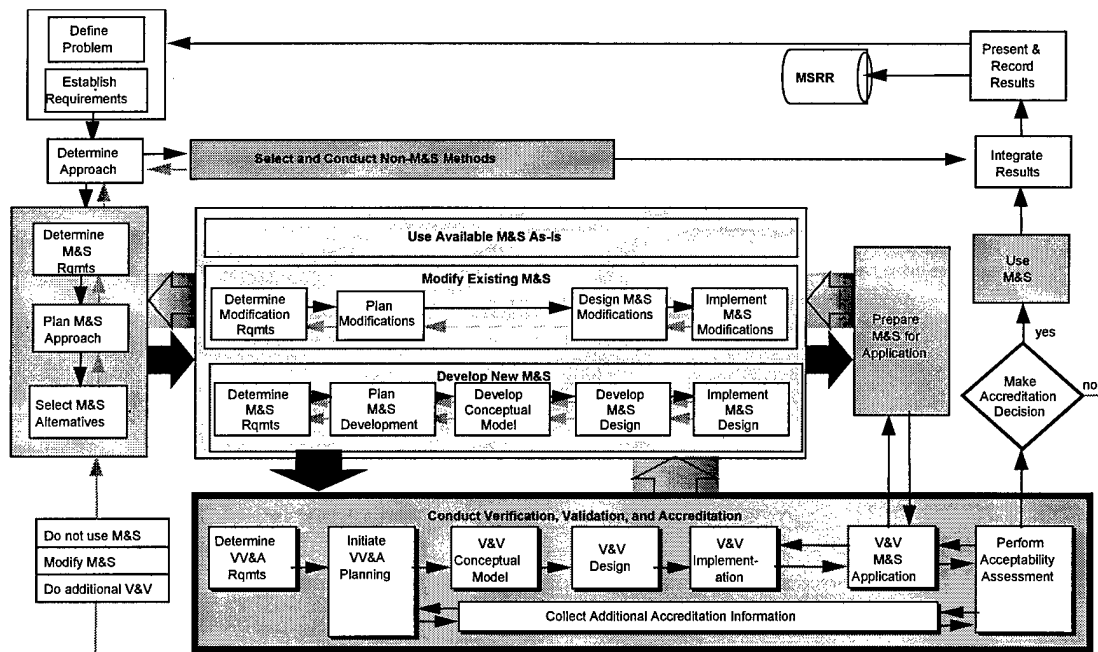 Define
Problem
Establish
Requirements
MSRR
Present &
Record
Results
Determine
Approach
Select and Conduct Non-M&S Methods
Integrate
Results
Determine
M&S
Rqmts
Plan M&S
Approach
Select M&S
Alternatives
Use Available M&S As-Is
Modify Existing M&S
Determine
Modification
Rqmts
Plan
Modifications
Design M&S
Modifications
Implement
M&S
Modifications
Develop New M&S
Determine
M&S
Rqmts
Plan
M&S
Development
Develop
Conceptual
Model
Develop
M&S
Design
Implement
M&S
Design
Prepare
M&S for
Application
Use
M&S
yes
Make
Accreditation
Decision
no
Do not use M&S
Modify M&S
Do additional V&V
Conduct Verification, Validation, and Accreditation
Determine
VV&A
Rqmts
Initiate
VV&A
Planning
V&V
Conceptual
Model
V&V
Design
V&V
Implement-
ation
V&V
M&S
Application
Perform
Acceptability
Assessment
Collect Additional Accreditation Information